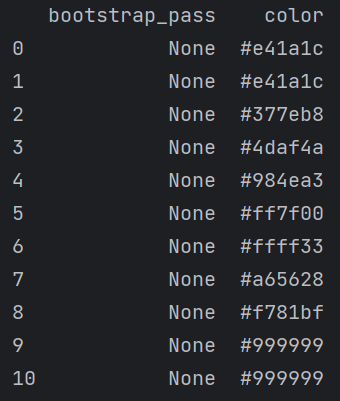 bootstrap_pass color
0 None #e41a1c
1 None #e41a1c
2 None #377eb8
3 None #4daf4a
4 None #984ea3
5 None #ff7f00
6 None #ffff33
7 None #a65628
8 None #f781bf
9 None #999999
10 None #999999